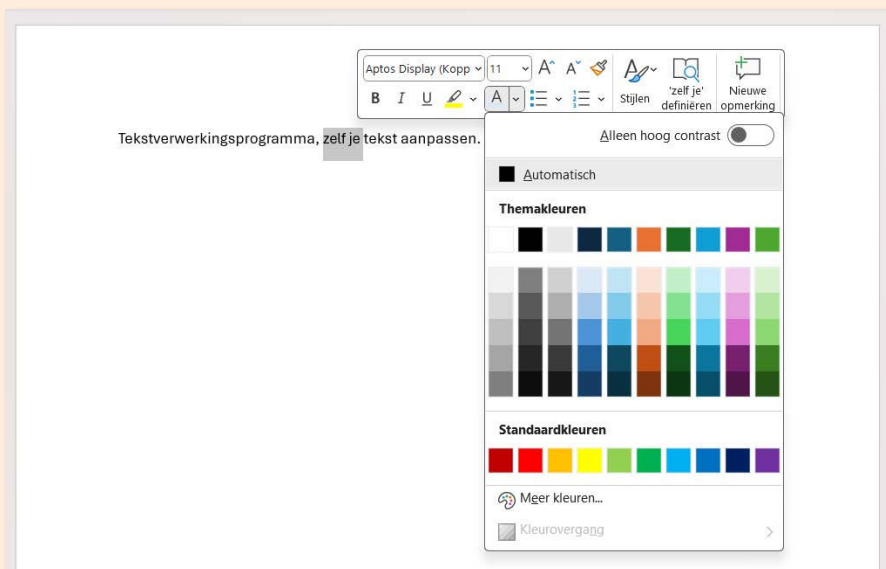 Aptos Display (Kopp 11 A A
B I U A Stijlen 'zelf je' definiëren Nieuwe opmerking
Tekstverwerkingsprogramma, zelf je tekst aanpassen.
Alleen hoog contrast
Automatisch
Themakleuren
Standaardkleuren
Meer kleuren...
Kleurovergang